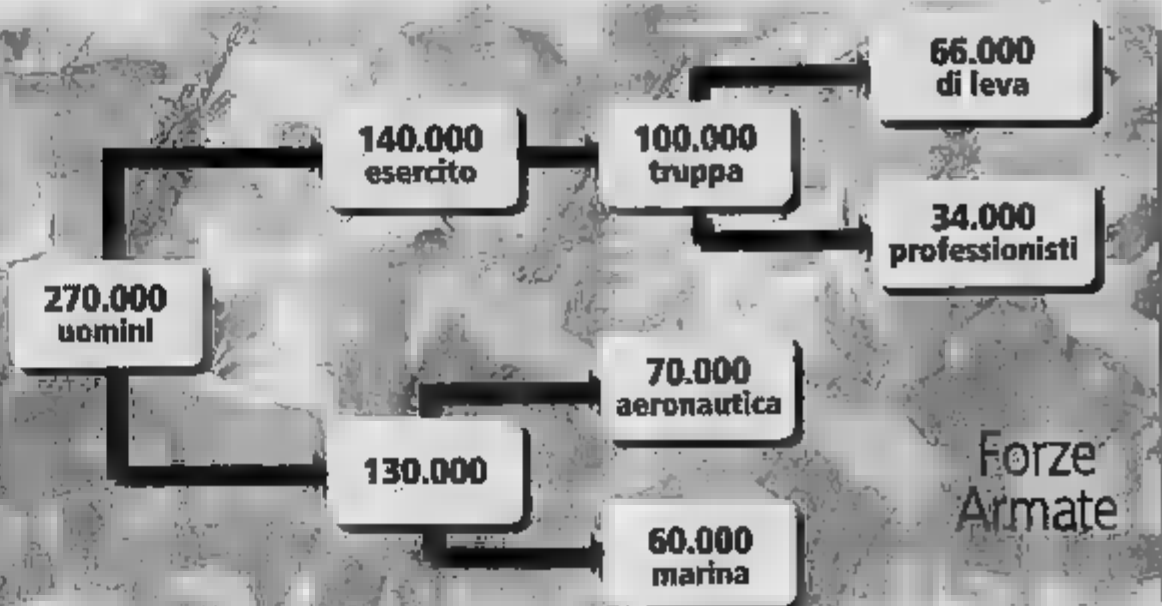 66.000
di leva
140.000
esercito
100.000
truppa
34.000
professionisti
270.000
uomini
70.000
aeronautica
130.000
60.000
marina
Forze
Armate